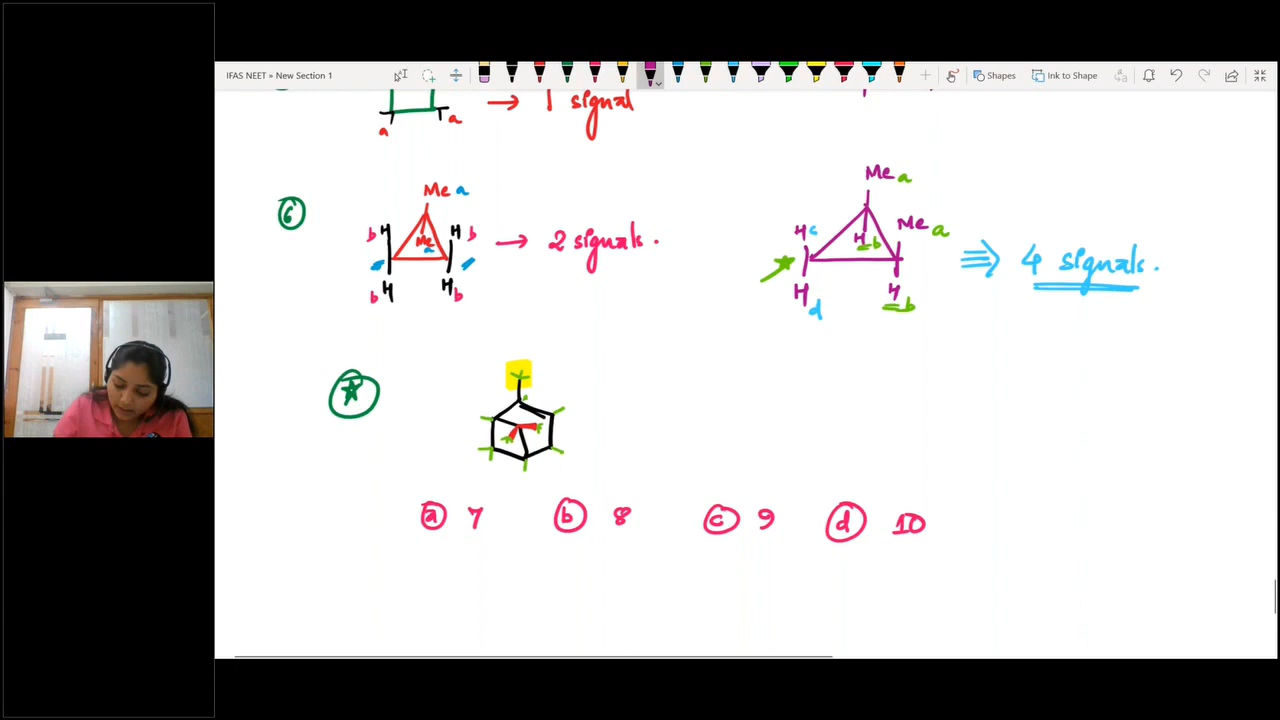 IFAS NEET » New Section 1
Shapes
Ink to Shape
a a → 1 signal
6
Me a
b H H b
Me
a
b H H b
→ 2 signals.
Me a
H c
H b
Me a
H d
H b
⇒ 4 signals.
a 7 b 8 c 9 d 10